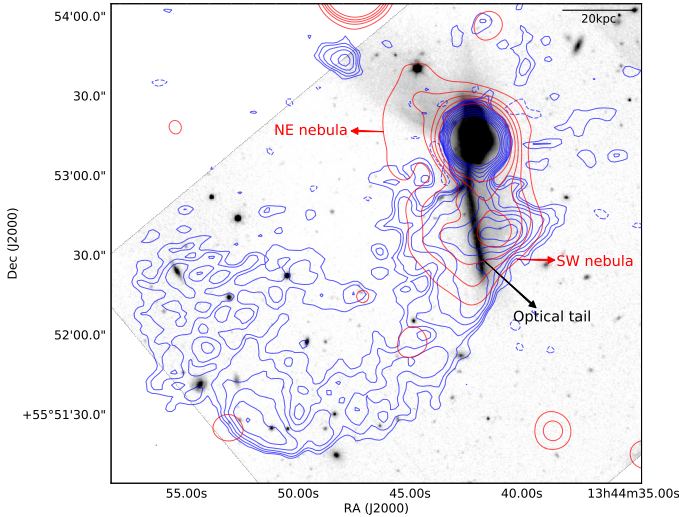 54'00.0"
20kpc
30.0"
NE nebula
53'00.0"
Dec (J2000)
30.0"
SW nebula
Optical tail
52'00.0"
+55°51'30.0"
55.00s
50.00s
45.00s
40.00s
13h44m35.00s
RA (J2000)